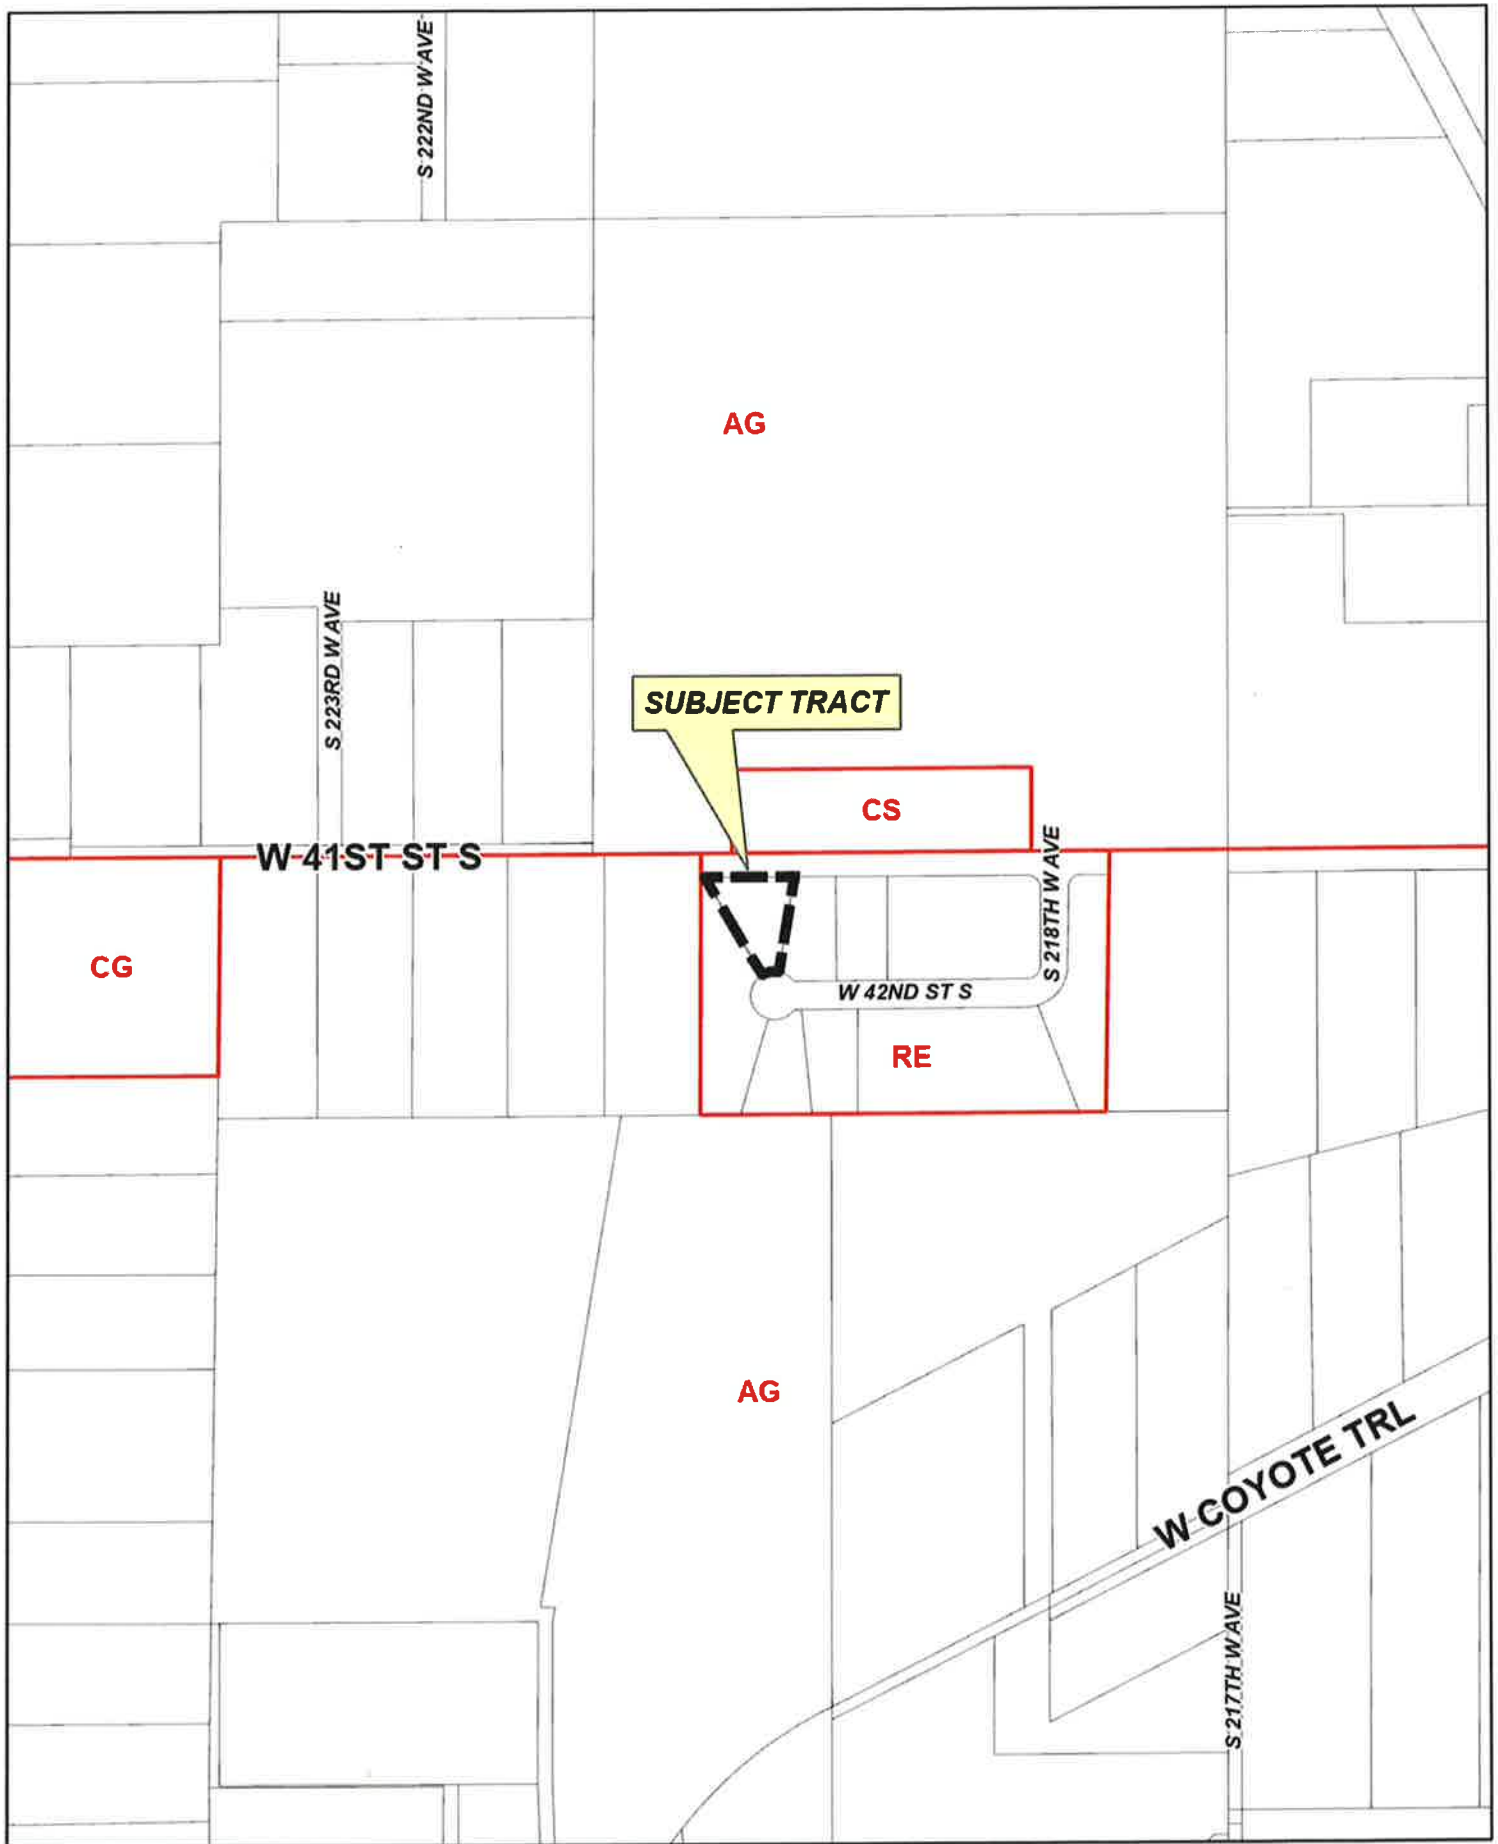 S 222ND W AVE
AG
S 223RD W AVE
SUBJECT TRACT
CS
W 41ST ST S
S 218TH W AVE
CG
W 42ND ST S
RE
AG
W COYOTE TRL
S 217TH W AVE